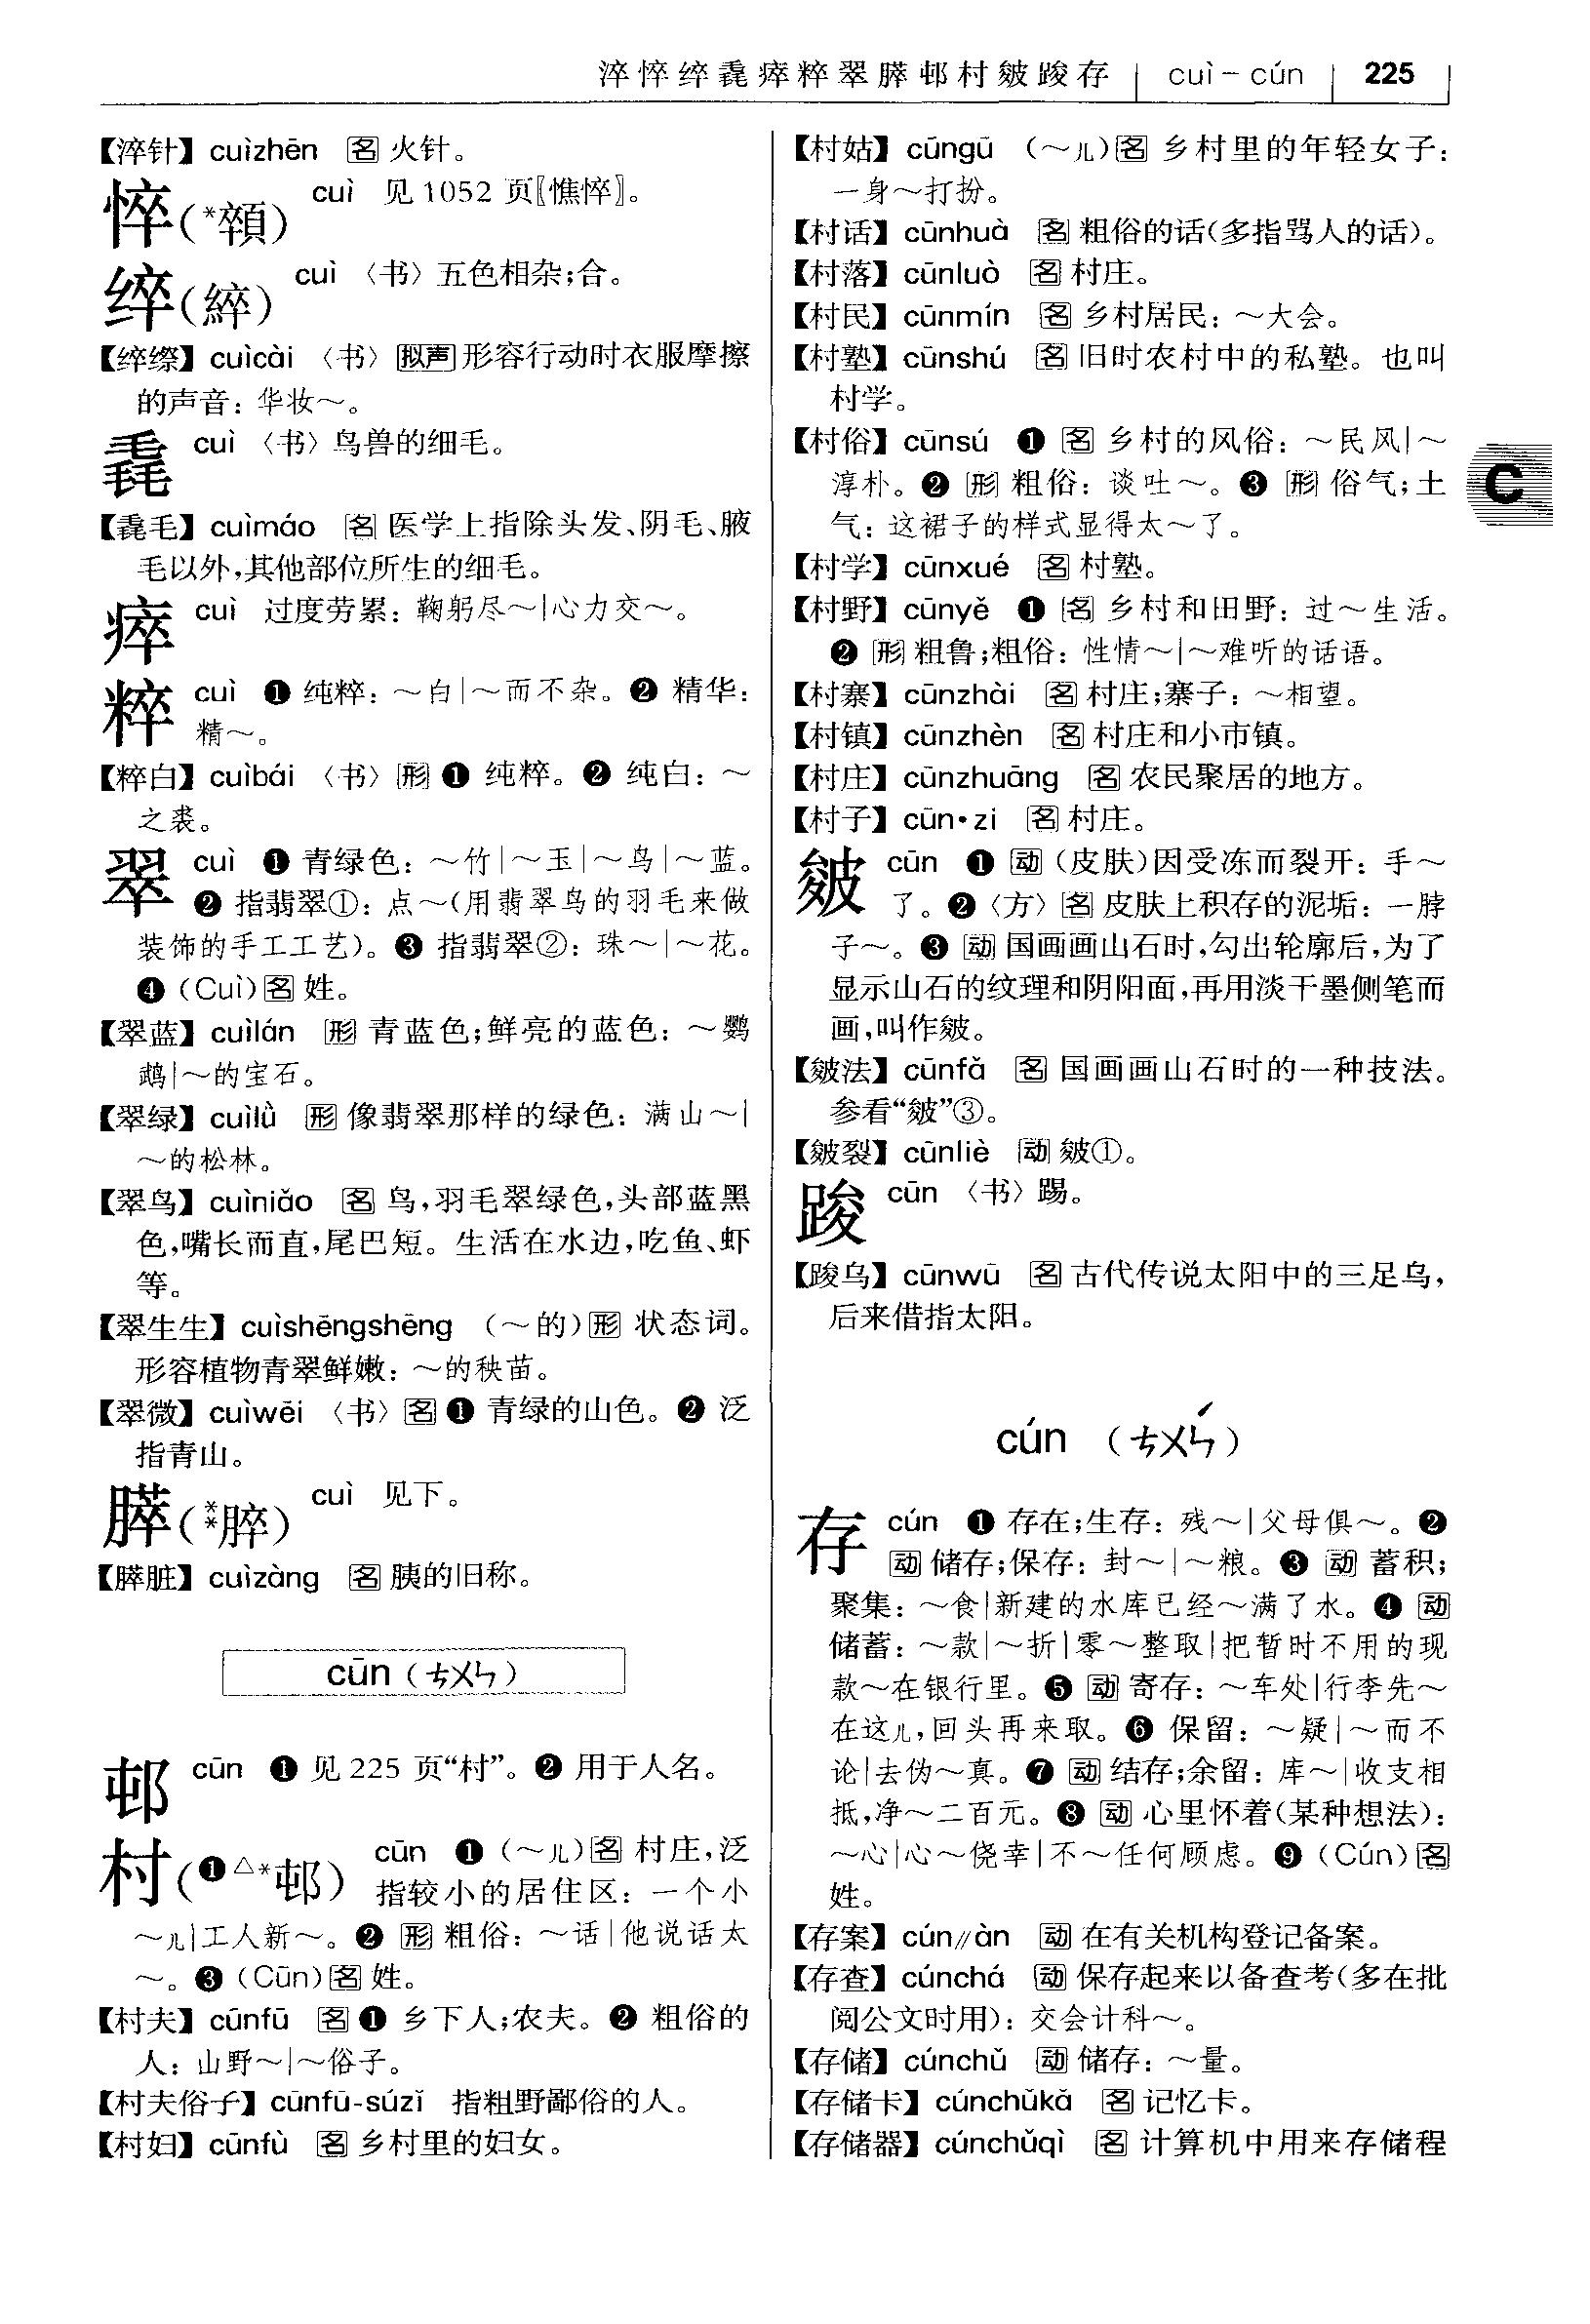 淬悴綷毳瘁粹翠膵邨村皴踆存 cuì－cún 225
【淬针】cuìzhēn 名 火针。
悴(*顇) cuì 见 1052 页〖憔悴〗。
綷(綷) cuì 〈书〉五色相杂;合。
【綷縩】cuìcài 〈书〉拟声 形容行动时衣服摩擦
的声音：华妆～。
毳 cuì 〈书〉鸟兽的细毛。
【毳毛】cuìmáo 名 医学上指除头发、阴毛、腋
毛以外,其他部位所生的细毛。
瘁 cuì 过度劳累：鞠躬尽～|心力交～。
粹 cuì ❶ 纯粹：～白|～而不杂。❷ 精华：
精～。
【粹白】cuìbái 〈书〉形 ❶ 纯粹。❷ 纯白：～
之裘。
翠 cuì ❶ 青绿色：～竹|～玉|～鸟|～蓝。
❷ 指翡翠①：点～(用翡翠鸟的羽毛来做
装饰的手工工艺)。❸ 指翡翠②：珠～|～花。
❹ (Cuì) 名 姓。
【翠蓝】cuìlán 形 青蓝色;鲜亮的蓝色：～鹦
鹉|～的宝石。
【翠绿】cuìlǜ 形 像翡翠那样的绿色：满山～|
～的松林。
【翠鸟】cuìniǎo 名 鸟,羽毛翠绿色,头部蓝黑
色,嘴长而直,尾巴短。生活在水边,吃鱼、虾
等。
【翠生生】cuìshēngshēng (～的) 形 状态词。
形容植物青翠鲜嫩：～的秧苗。
【翠微】cuìwēi 〈书〉名 ❶ 青绿的山色。❷ 泛
指青山。
膵(⁑脺) cuì 见下。
【膵脏】cuìzàng 名 胰的旧称。
cūn (ㄘㄨㄣ)
邨 cūn ❶ 见 225 页“村”。❷ 用于人名。
村(❶△*邨) cūn ❶ (～儿) 名 村庄,泛
指较小的居住区：一个小
～儿|工人新～。❷ 形 粗俗：～话|他说话太
～。❸ (Cūn) 名 姓。
【村夫】cūnfū 名 ❶ 乡下人;农夫。❷ 粗俗的
人：山野～|～俗子。
【村夫俗子】cūnfū-súzǐ 指粗野鄙俗的人。
【村妇】cūnfù 名 乡村里的妇女。
【村姑】cūngū (～儿) 名 乡村里的年轻女子：
一身～打扮。
【村话】cūnhuà 名 粗俗的话(多指骂人的话)。
【村落】cūnluò 名 村庄。
【村民】cūnmín 名 乡村居民：～大会。
【村塾】cūnshú 名 旧时农村中的私塾。也叫
村学。
【村俗】cūnsú ❶ 名 乡村的风俗：～民风|～
淳朴。❷ 形 粗俗：谈吐～。❸ 形 俗气;土
气：这裙子的样式显得太～了。
C
【村学】cūnxué 名 村塾。
【村野】cūnyě ❶ 名 乡村和田野：过～生活。
❷ 形 粗鲁;粗俗：性情～|～难听的话语。
【村寨】cūnzhài 名 村庄;寨子：～相望。
【村镇】cūnzhèn 名 村庄和小市镇。
【村庄】cūnzhuāng 名 农民聚居的地方。
【村子】cūn•zi 名 村庄。
皴 cūn ❶ 动 (皮肤)因受冻而裂开：手～
了。❷〈方〉名 皮肤上积存的泥垢：一脖
子～。❸ 动 国画画山石时,勾出轮廓后,为了
显示山石的纹理和阴阳面,再用淡干墨侧笔而
画,叫作皴。
【皴法】cūnfǎ 名 国画画山石时的一种技法。
参看“皴”③。
【皴裂】cūnliè 动 皴①。
踆 cūn 〈书〉踢。
【踆乌】cūnwū 名 古代传说太阳中的三足乌,
后来借指太阳。
cún (ㄘㄨㄣˊ)
存 cún ❶ 存在;生存：残～|父母俱～。❷
动 储存;保存：封～|～粮。❸ 动 蓄积;
聚集：～食|新建的水库已经～满了水。❹ 动
储蓄：～款|～折|零～整取|把暂时不用的现
款～在银行里。❺ 动 寄存：～车处|行李先～
在这儿,回头再来取。❻ 保留：～疑|～而不
论|去伪～真。❼ 动 结存;余留：库～|收支相
抵,净～二百元。❽ 动 心里怀着(某种想法)：
～心|心～侥幸|不～任何顾虑。❾ (Cún) 名
姓。
【存案】cún//àn 动 在有关机构登记备案。
【存查】cúnchá 动 保存起来以备查考(多在批
阅公文时用)：交会计科～。
【存储】cúnchǔ 动 储存：～量。
【存储卡】cúnchǔkǎ 名 记忆卡。
【存储器】cúnchǔqì 名 计算机中用来存储程